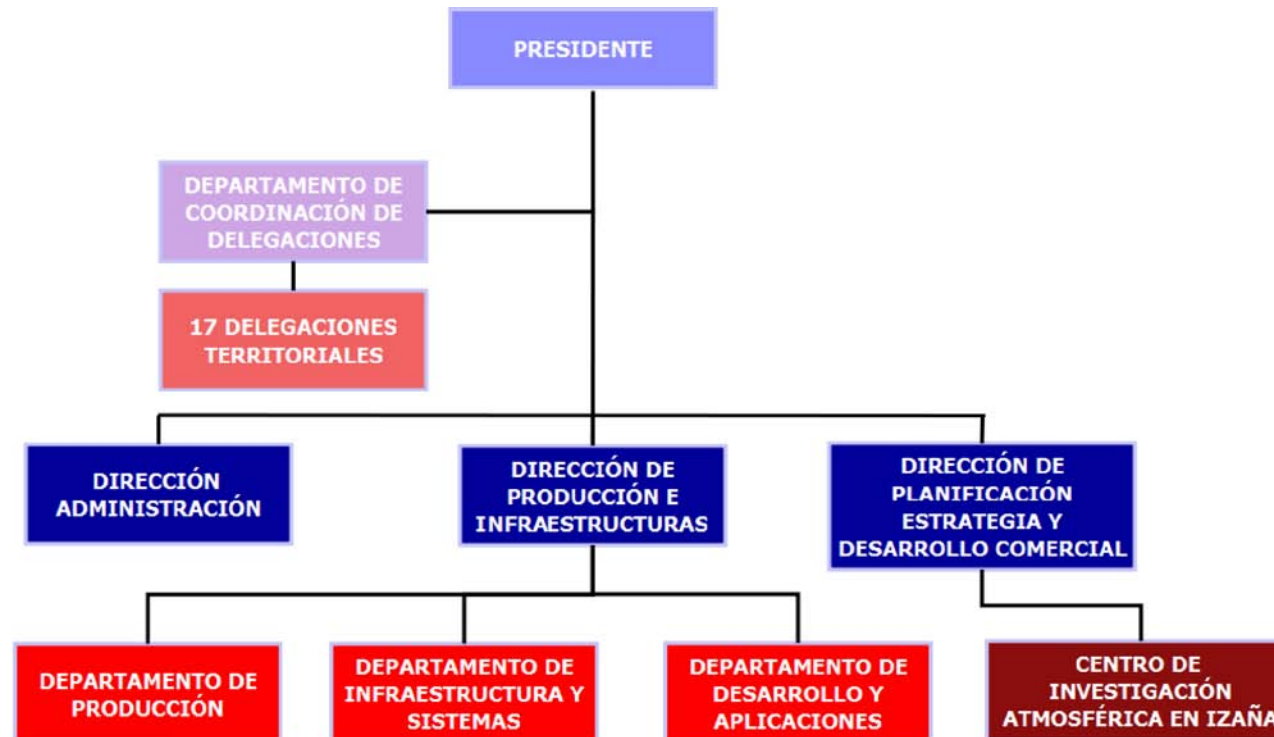 PRESIDENTE
DEPARTAMENTO DE
COORDINACIÓN DE
DELEGACIONES
17 DELEGACIONES
TERRITORIALES
DIRECCIÓN
ADMINISTRACIÓN
DIRECCIÓN DE
PRODUCCIÓN E
INFRAESTRUCTURAS
DIRECCIÓN DE
PLANIFICACIÓN
ESTRATEGIA Y
DESARROLLO COMERCIAL
DEPARTAMENTO DE
PRODUCCIÓN
DEPARTAMENTO DE
INFRAESTRUCTURA Y
SISTEMAS
DEPARTAMENTO DE
DESARROLLO Y
APLICACIONES
CENTRO DE
INVESTIGACIÓN
ATMOSFÉRICA EN IZAÑA